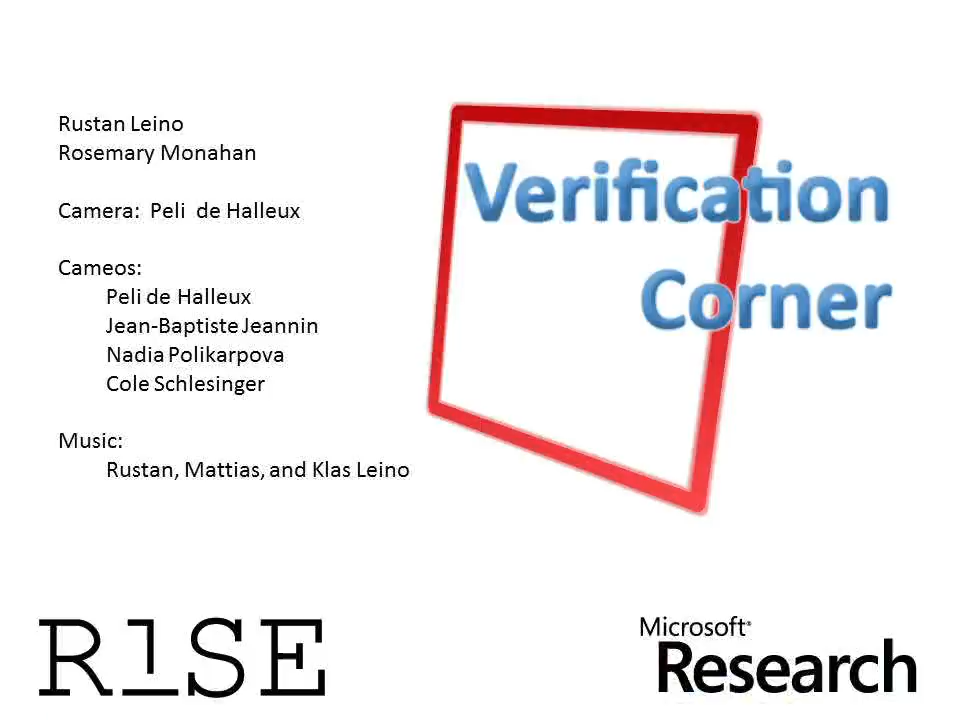 Rustan Leino
Rosemary Monahan
Camera: Peli de Halleux
Cameos:
Peli de Halleux
Jean-Baptiste Jeannin
Nadia Polikarpova
Cole Schlesinger
Music:
Rustan, Mattias, and Klas Leino
Verification
Corner
R1SE
Microsoft®
Research